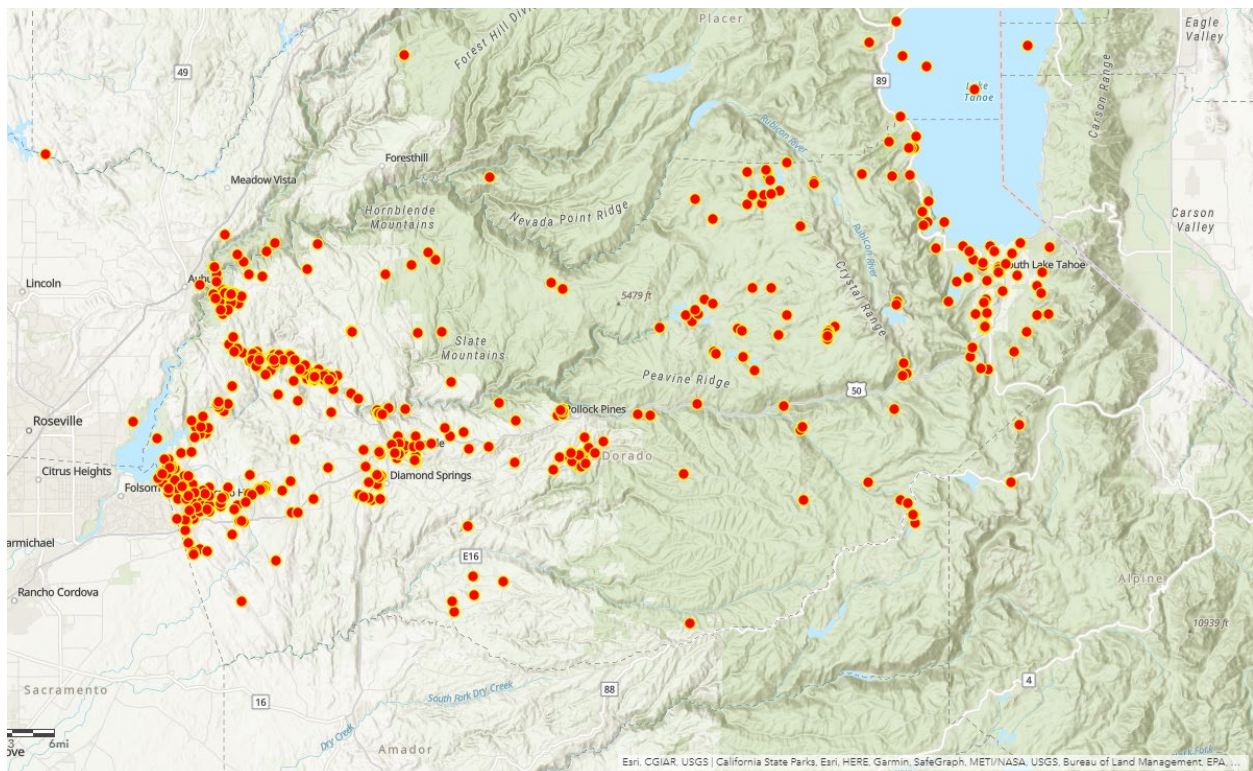 Placer
Eagle
Valley
Forest Hill Divi
49
89
Lake
Tahoe
Carson Range
Rubicon River
Foresthill
Meadow Vista
Hornblende
Mountains
Nevada Point Ridge
Carson
Valley
Rubicon
River
Crystal Range
Lincoln
outh Lake Tahoe
5479 ft
Slate
Mountains
Peavine Ridge
50
Roseville
Pollock Pines
Dorado
Citrus Heights
Diamond Springs
Folsom
armichael
E16
Rancho Cordova
Alpine
10939 ft
Sacramento
South Fork Dry Creek
88
4
16
Dry Creek
6mi
Amador
Esri, CGIAR, USGS | California State Parks, Esri, HERE, Garmin, SafeGraph, METI/NASA, USGS, Bureau of Land Management, EPA, ...